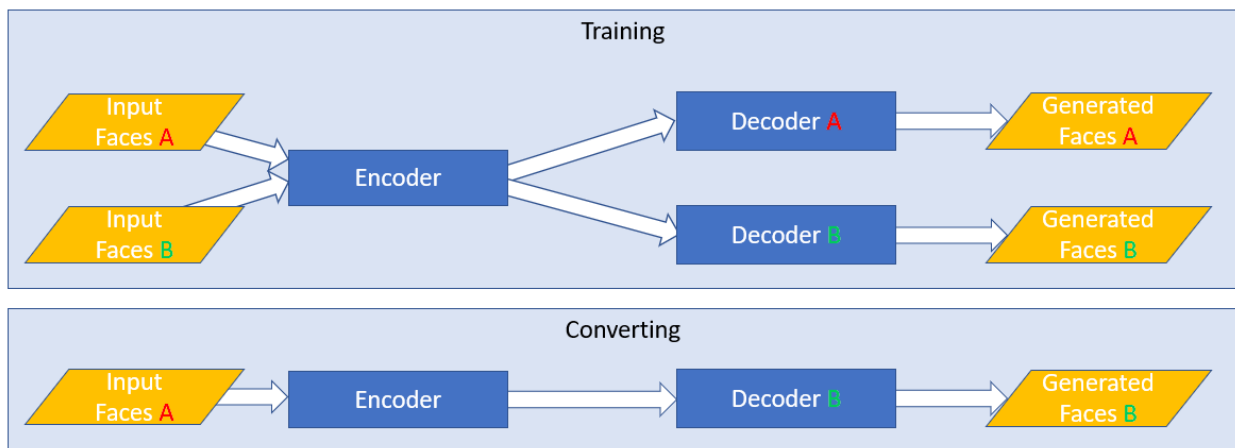 Training
Input
Faces A
Decoder A
Generated
Faces A
Encoder
Input
Faces B
Decoder B
Generated
Faces B
Converting
Input
Faces A
Encoder
Decoder B
Generated
Faces B